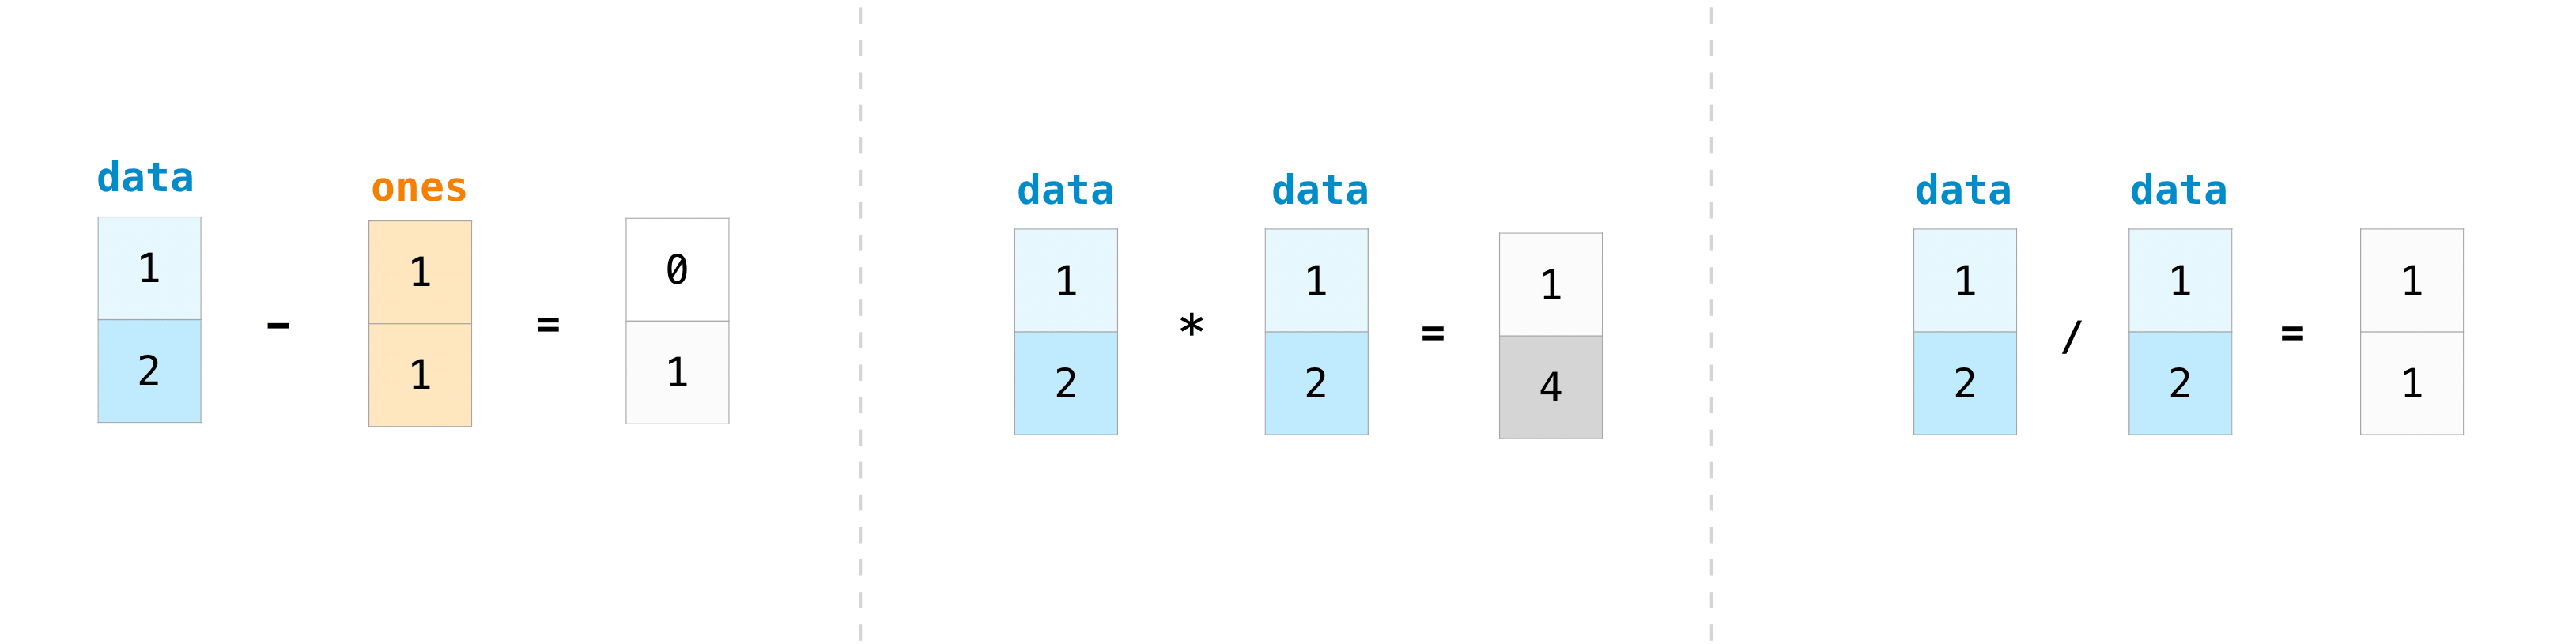 data ones data data data data
1 - 1 = 0 1 * 1 = 1 1 / 1 = 1
2 1 1 2 2 4 2 2 1